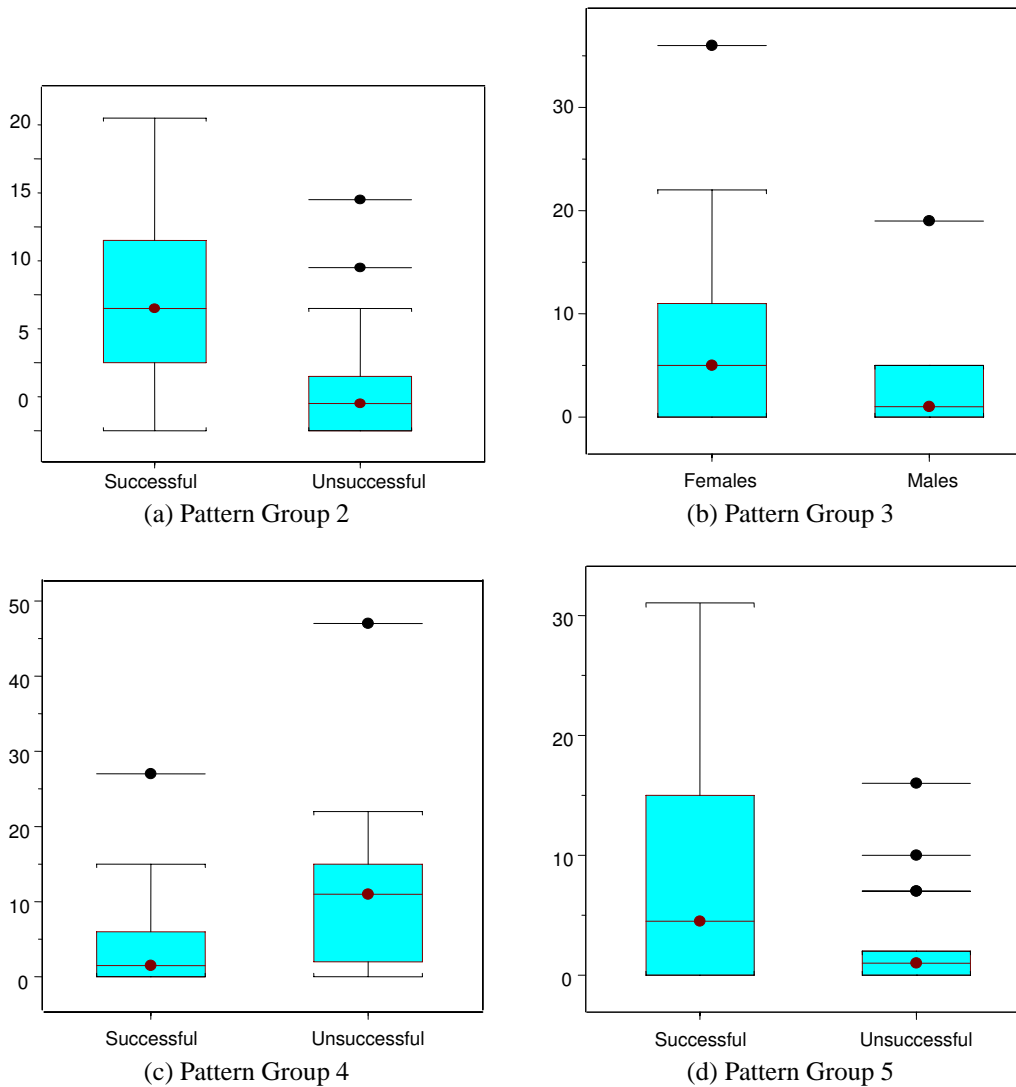 20
15
10
5
0
Successful Unsuccessful
(a) Pattern Group 2
30
20
10
0
Females Males
(b) Pattern Group 3
50
40
30
20
10
0
Successful Unsuccessful
(c) Pattern Group 4
30
20
10
0
Successful Unsuccessful
(d) Pattern Group 5